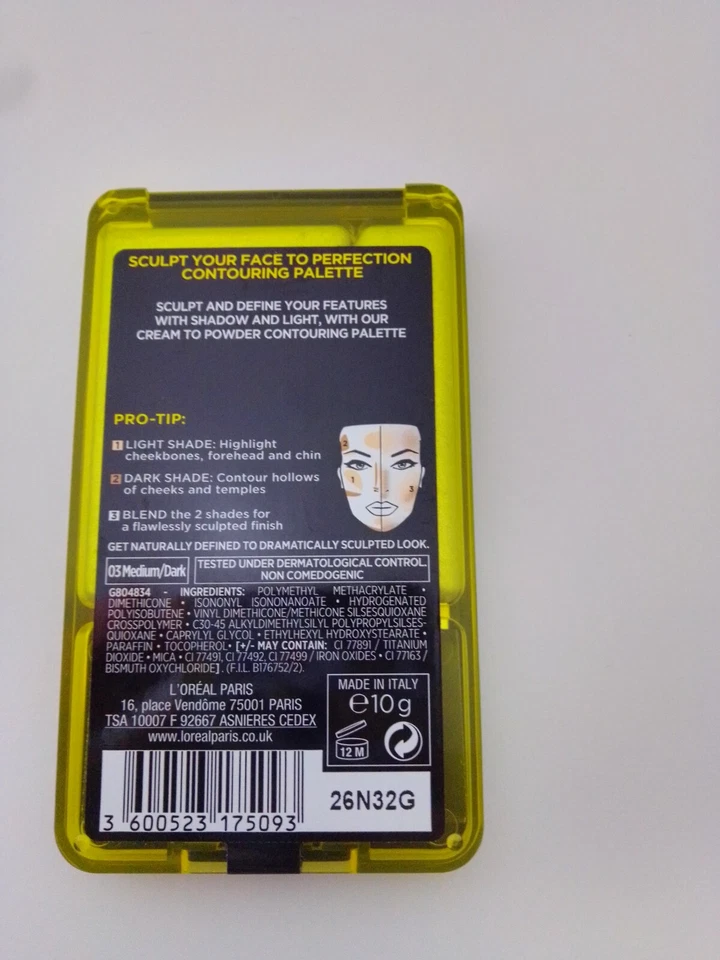 SCULPT YOUR FACE TO PERFECTION
CONTOURING PALETTE
SCULPT AND DEFINE YOUR FEATURES
WITH SHADOW AND LIGHT, WITH OUR
CREAM TO POWDER CONTOURING PALETTE
PRO-TIP:
1 LIGHT SHADE: Highlight
cheekbones, forehead and chin
2 DARK SHADE: Contour hollows
of cheeks and temples
3 BLEND the 2 shades for
a flawlessly sculpted finish
2
1
3
GET NATURALLY DEFINED TO DRAMATICALLY SCULPTED LOOK.
03 Medium/Dark
TESTED UNDER DERMATOLOGICAL CONTROL.
NON COMEDOGENIC
G804834 - INGREDIENTS: POLYMETHYL METHACRYLATE •
DIMETHICONE • ISONONYL ISONONANOATE • HYDROGENATED
POLYISOBUTENE • VINYL DIMETHICONE/METHICONE SILSESQUIOXANE
CROSSPOLYMER • C30-45 ALKYLDIMETHYLSILYL POLYPROPYLSILSES-
QUIOXANE • CAPRYLYL GLYCOL • ETHYLHEXYL HYDROXYSTEARATE •
PARAFFIN • TOCOPHEROL • [+/- MAY CONTAIN: CI 77891 / TITANIUM
DIOXIDE • MICA • CI 77491, CI 77492, CI 77499 / IRON OXIDES • CI 77163 /
BISMUTH OXYCHLORIDE]. (F.I.L. B176752/2).
L'ORÉAL PARIS
16, place Vendôme 75001 PARIS
TSA 10007 F 92667 ASNIERES CEDEX
www.lorealparis.co.uk
MADE IN ITALY
℮10 g
12 M
26N32G
3 600523 175093